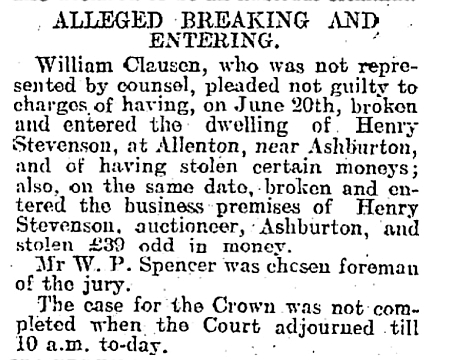 ALLEGED BREAKING AND
ENTERING.
William Clausen, who was not repre-
sented by counsel, pleaded not guilty to
charges of having, on June 20th, broken
and entered the dwelling of Henry
Stevenson, at Allenton, near Ashburton,
and of having stolen certain moneys;
also, on the same date, broken and en-
tered the business premises of Henry
Stevenson, auctioneer, Ashburton, and
stolen £39 odd in money.
Mr W. P. Spencer was chosen foreman
of the jury.
The case for the Crown was not com-
pleted when the Court adjourned till
10 a.m. to-day.